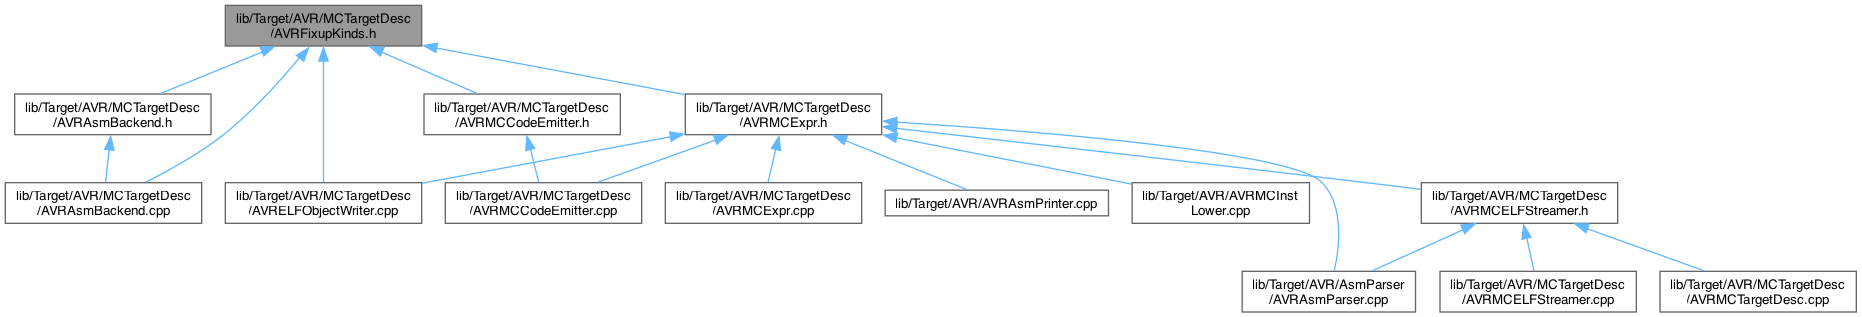 lib/Target/AVR/MCTargetDesc
/AVRFixupKinds.h
lib/Target/AVR/MCTargetDesc
/AVRAsmBackend.h
lib/Target/AVR/MCTargetDesc
/AVRMCCodeEmitter.h
lib/Target/AVR/MCTargetDesc
/AVRMCExpr.h
lib/Target/AVR/MCTargetDesc
/AVRAsmBackend.cpp
lib/Target/AVR/MCTargetDesc
/AVRELFObjectWriter.cpp
lib/Target/AVR/MCTargetDesc
/AVRMCCodeEmitter.cpp
lib/Target/AVR/MCTargetDesc
/AVRMCExpr.cpp
lib/Target/AVR/AVRAsmPrinter.cpp
lib/Target/AVR/AVRMCInst
Lower.cpp
lib/Target/AVR/MCTargetDesc
/AVRMCELFStreamer.h
lib/Target/AVR/AsmParser
/AVRAsmParser.cpp
lib/Target/AVR/MCTargetDesc
/AVRMCELFStreamer.cpp
lib/Target/AVR/MCTargetDesc
/AVRMCTargetDesc.cpp